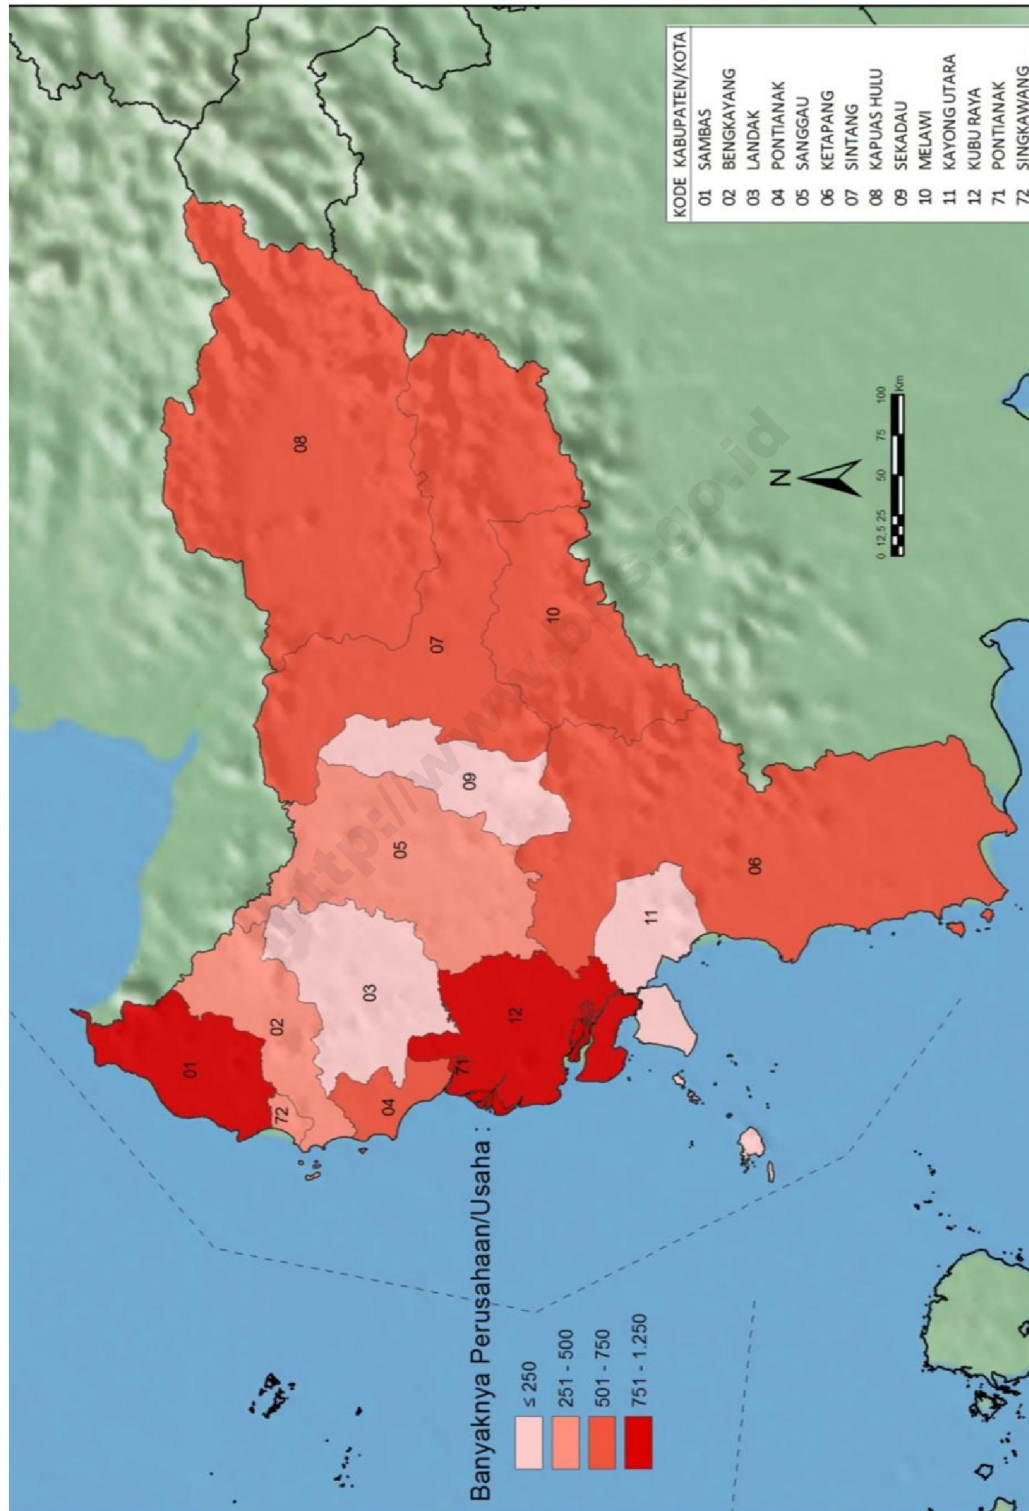 KODE KABUPATEN/KOTA
01 SAMBAS
02 BENGKAYANG
03 LANDAK
04 PONTIANAK
05 SANGGAU
06 KETAPANG
07 SINTANG
08 KAPUAS HULU
09 SEKADAU
10 MELAWI
11 KAYONG UTARA
12 KUBU RAYA
71 PONTIANAK
72 SINGKAWANG
01
02
72
03
04
71
12
05
09
07
08
10
11
06
N
0 12,5 25 50 75 100
Km
Banyaknya Perusahaan/Usaha :
≤ 250
251 - 500
501 - 750
751 - 1.250
http://www.bps.go.id